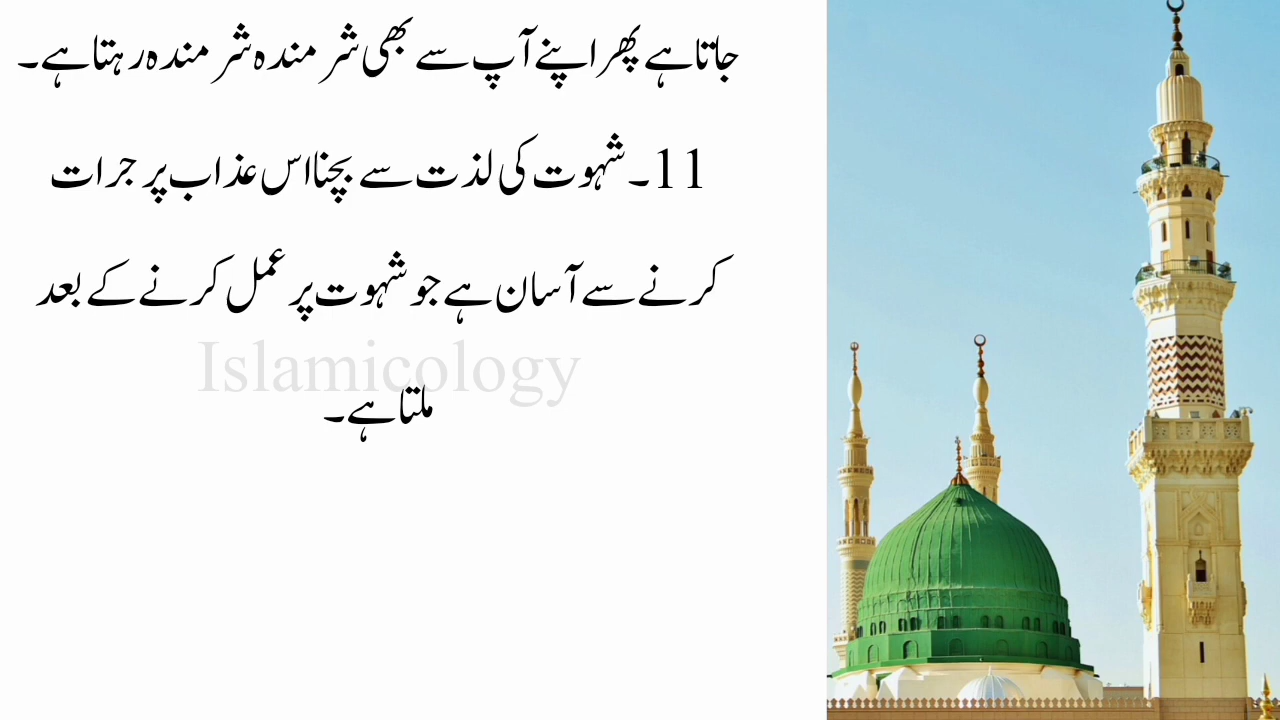 جاتا ہے پھر اپنے آپ سے بھی شرمندہ شرمندہ رہتا ہے۔
11۔ شہوت کی لذت سے بچنا اس عذاب پر جرات
کرنے سے آسان ہے جو شہوت پر عمل کرنے کے بعد
Islamicology
ملتا ہے۔